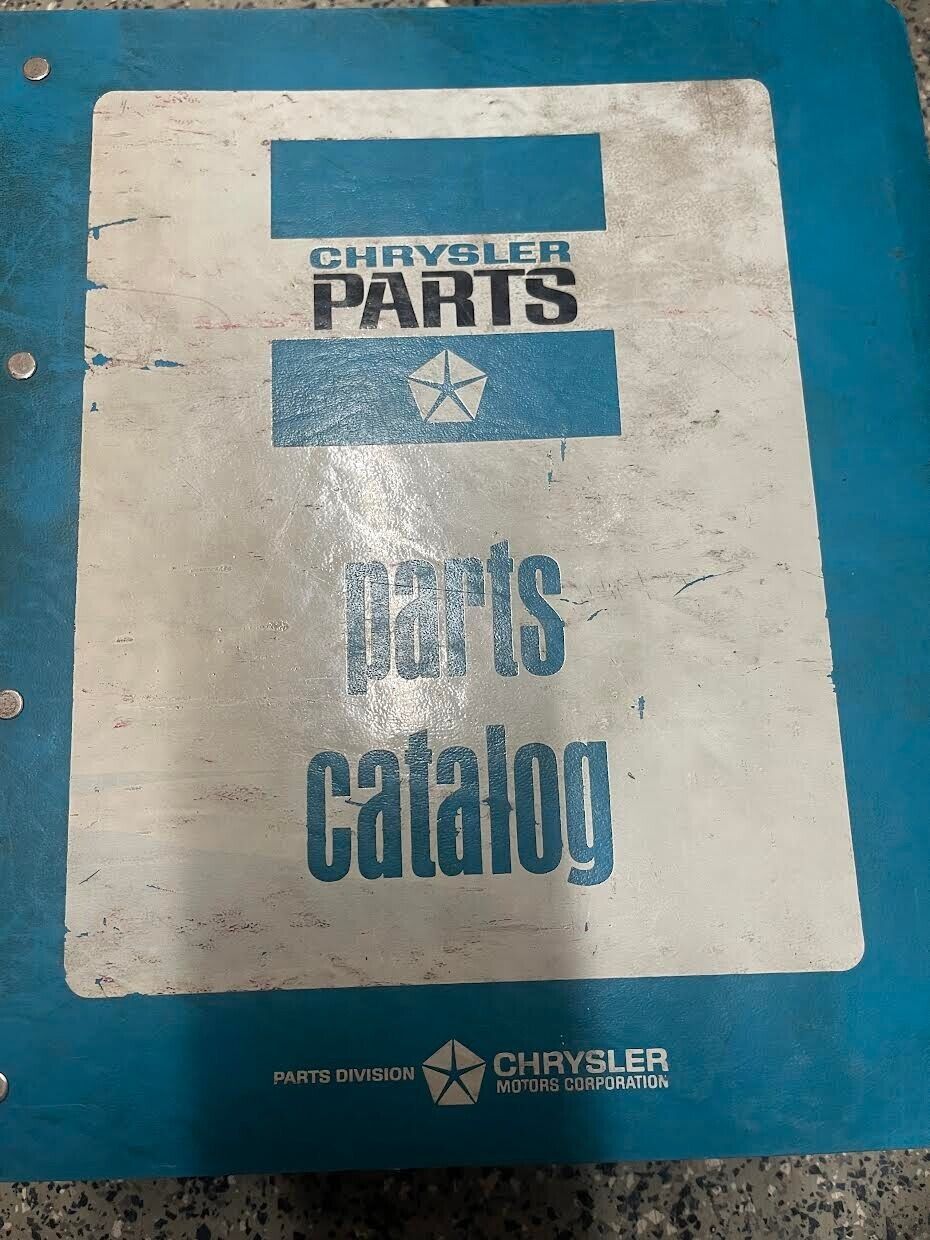 CHRYSLER
PARTS
parts
catalog
PARTS DIVISION CHRYSLER
MOTORS CORPORATION